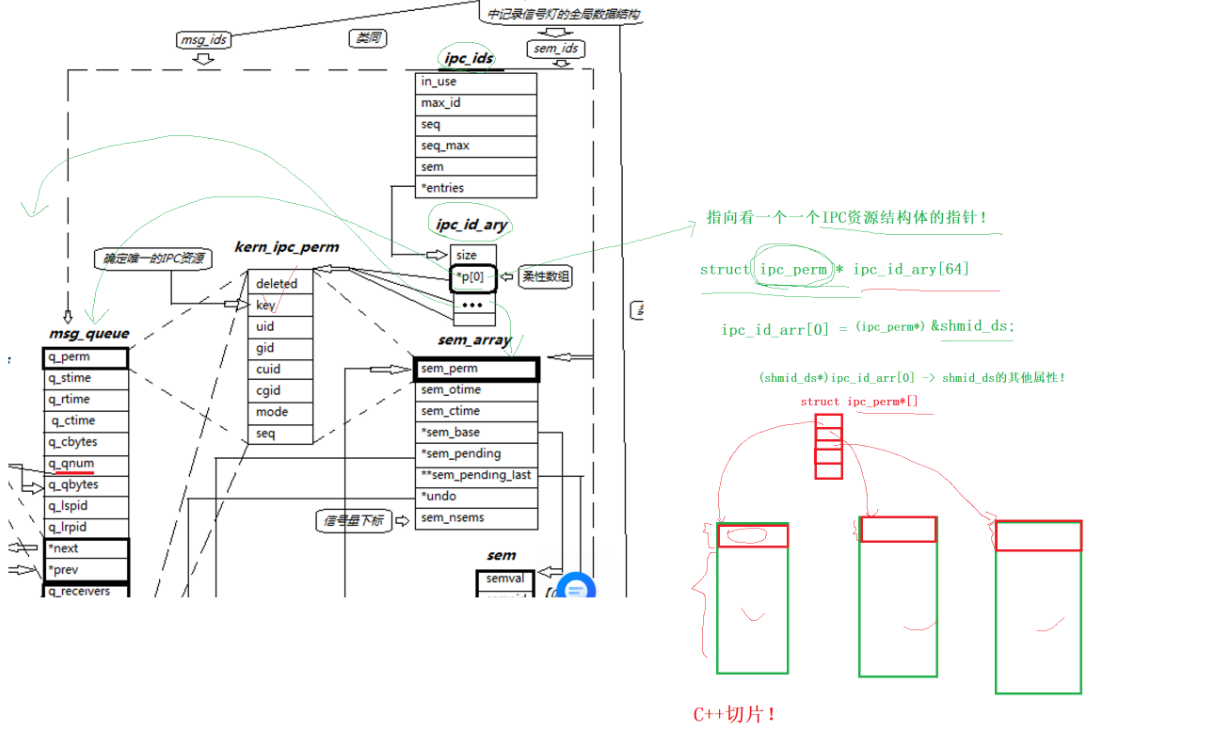 中记录信号灯的全局数据结构
msg_ids
类同
sem_ids
ipc_ids
in_use
max_id
seq
seq_max
sem
*entries
ipc_id_ary
size
*p[0]
柔性数组
•••
确定唯一的IPC资源
kern_ipc_perm
deleted
key
uid
gid
cuid
cgid
mode
seq
msg_queue
q_perm
q_stime
q_rtime
q_ctime
q_cbytes
q_qnum
q_qbytes
q_lspid
q_lrpid
*next
*prev
q_receivers
sem_array
sem_perm
sem_otime
sem_ctime
*sem_base
*sem_pending
**sem_pending_last
*undo
sem_nsems
信号量下标
sem
semval
指向看一个一个IPC资源结构体的指针！
struct ipc_perm* ipc_id_ary[64]
ipc_id_arr[0] = (ipc_perm*) &shmid_ds;
(shmid_ds*)ipc_id_arr[0] -> shmid_ds的其他属性！
struct ipc_perm*[]
C++切片！